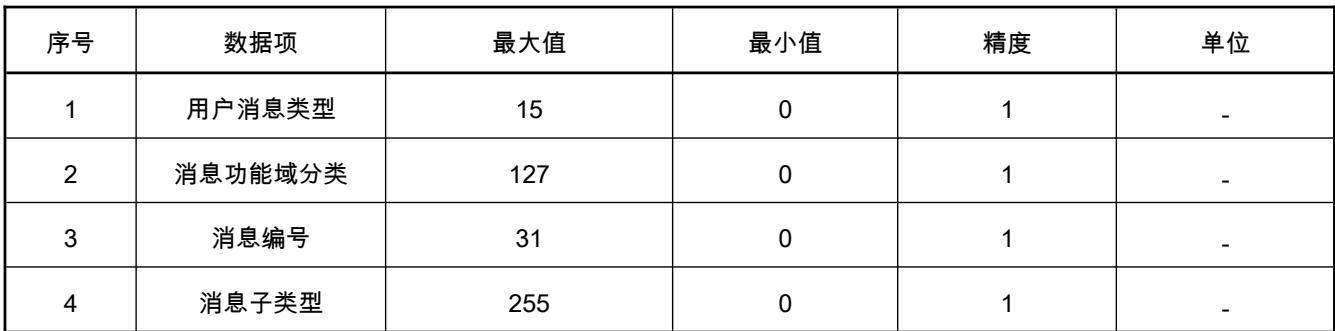 序号 数据项 最大值 最小值 精度 单位
1 用户消息类型 15 0 1 -
2 消息功能域分类 127 0 1 -
3 消息编号 31 0 1 -
4 消息子类型 255 0 1 -